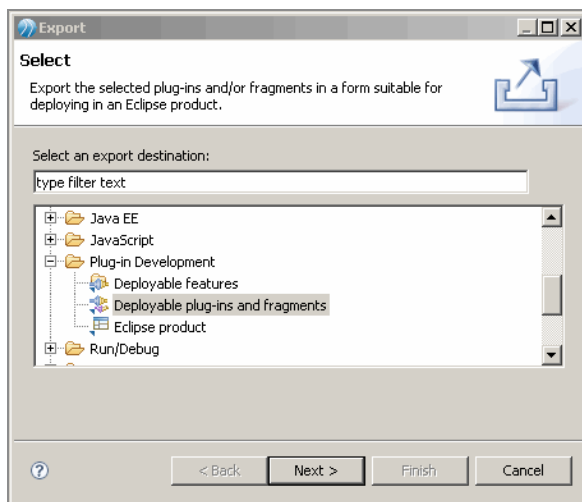 Export
Select
Export the selected plug-ins and/or fragments in a form suitable for
deploying in an Eclipse product.
Select an export destination:
type filter text
Java EE
JavaScript
Plug-in Development
Deployable features
Deployable plug-ins and fragments
Eclipse product
Run/Debug
< Back Next > Finish Cancel